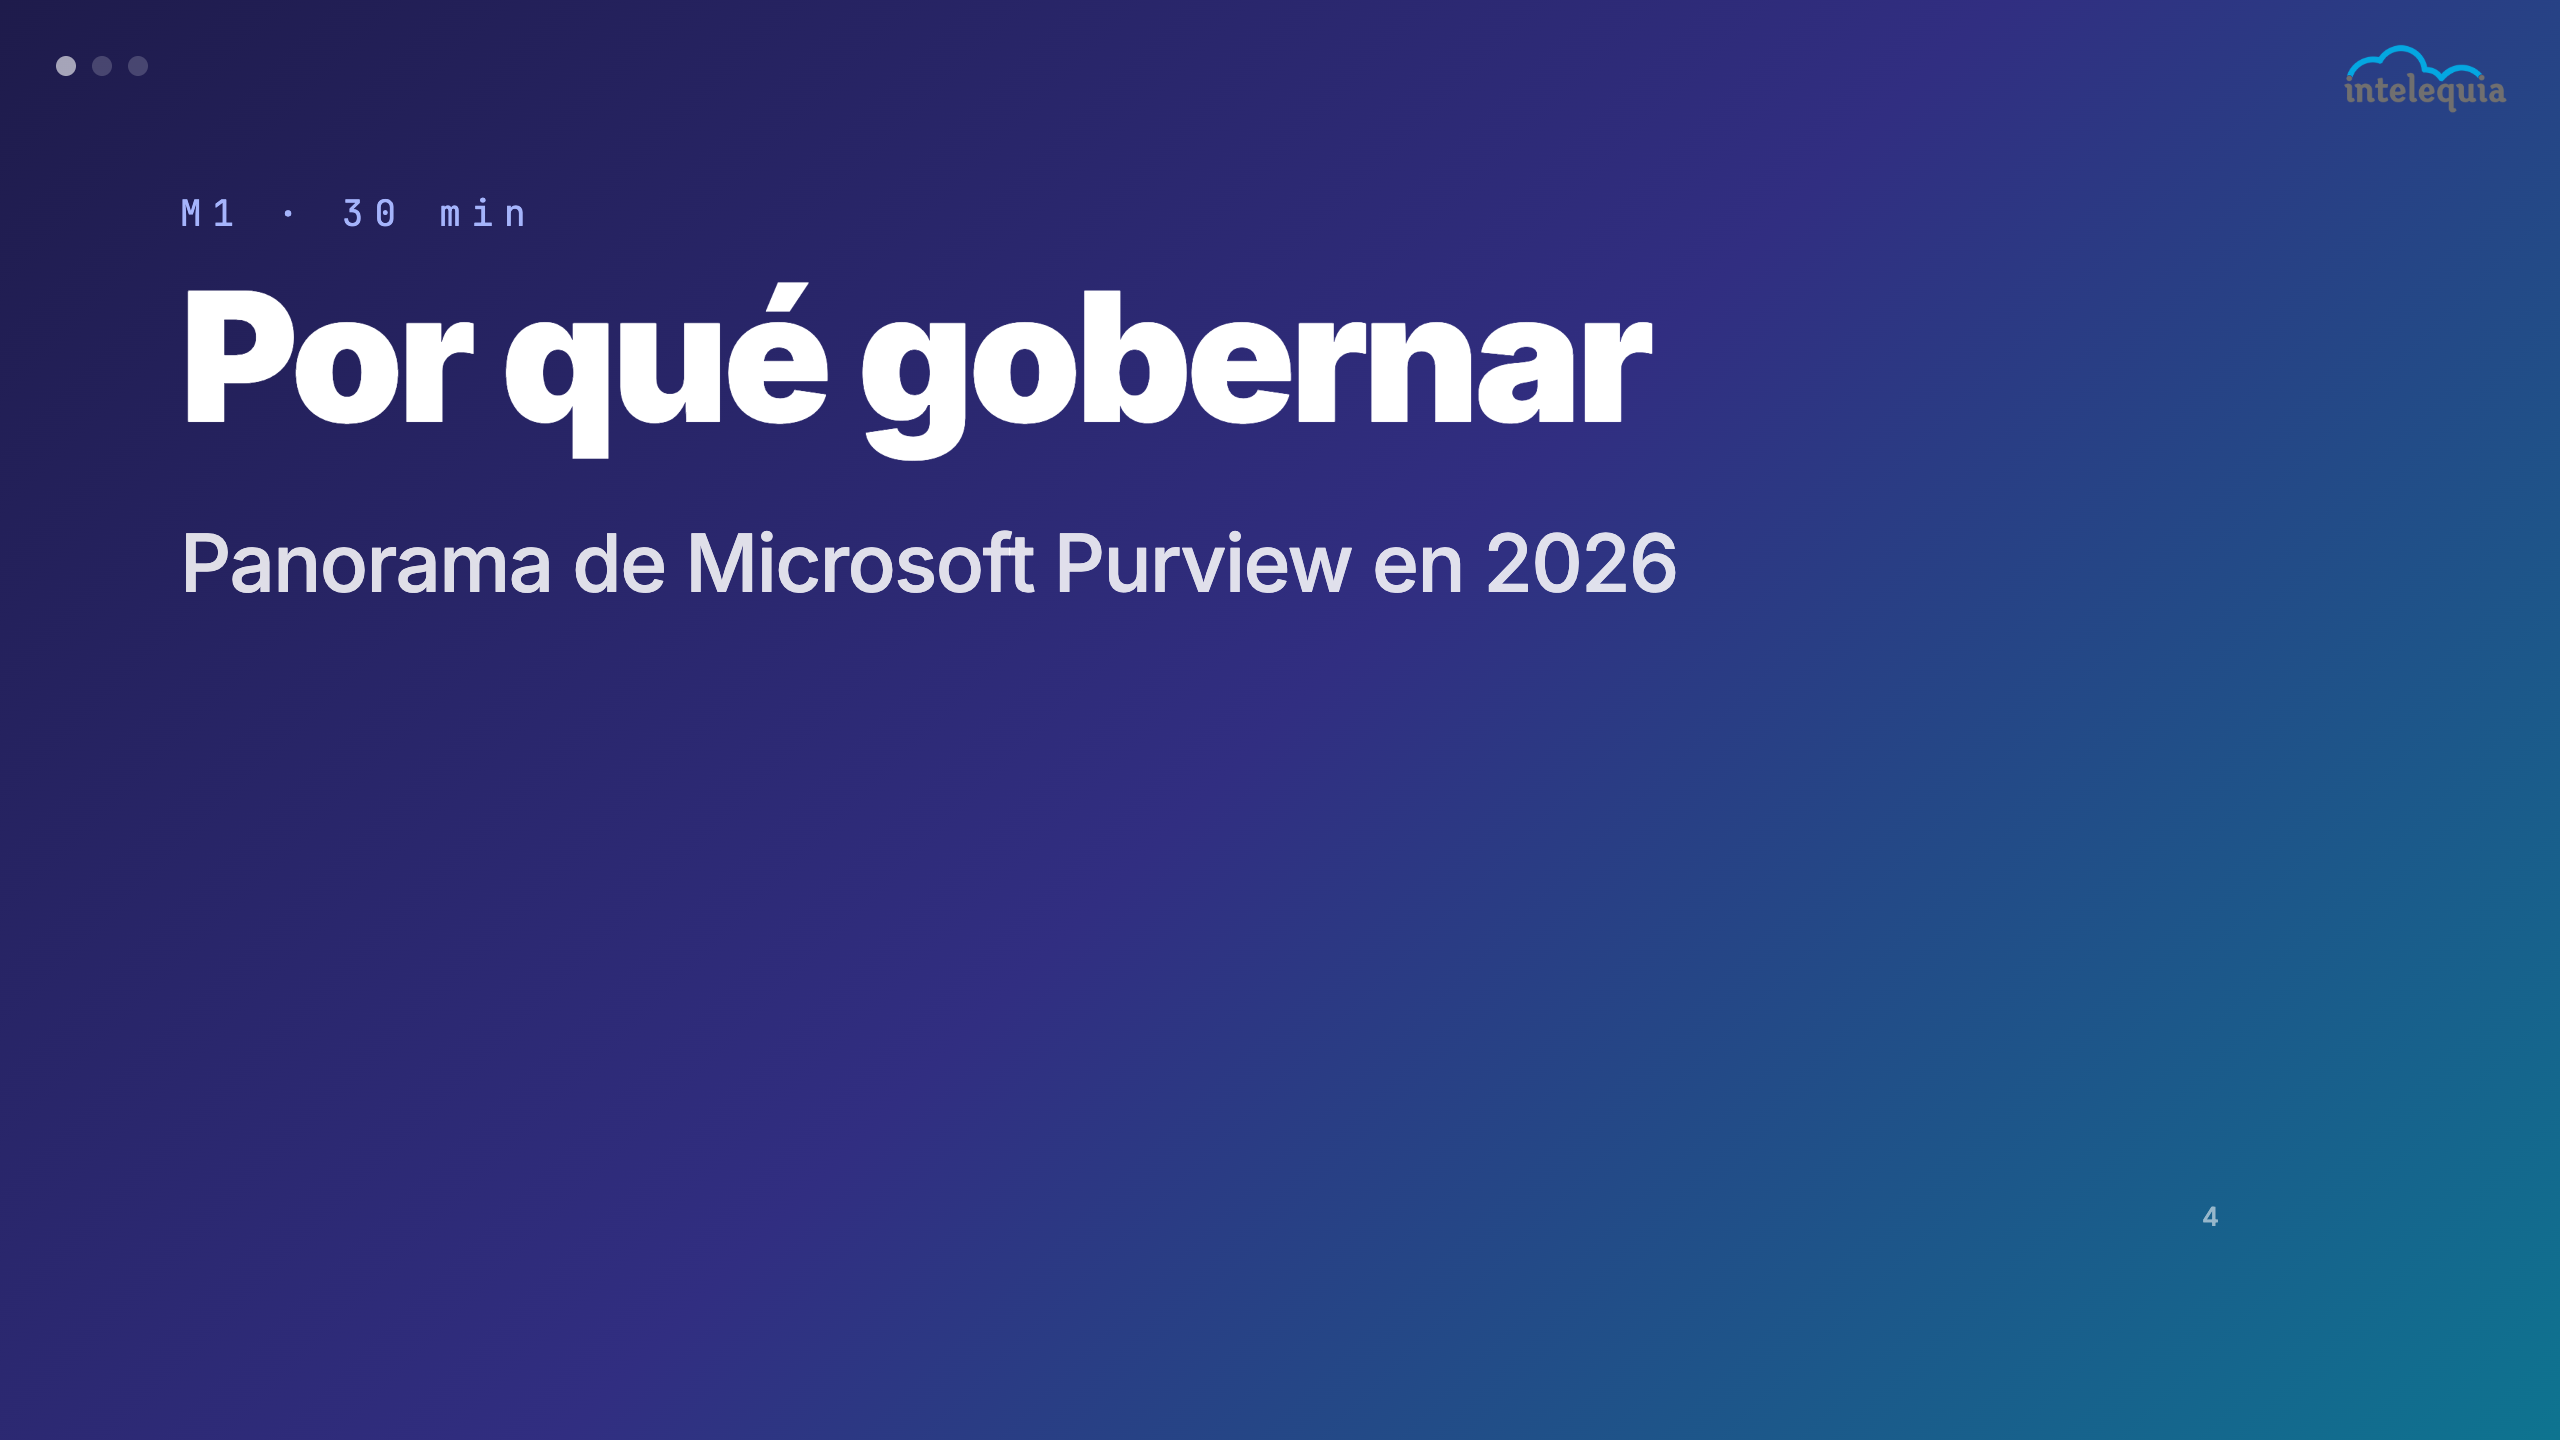 intelequia
M1 · 30 min
Por qué gobernar
Panorama de Microsoft Purview en 2026
4